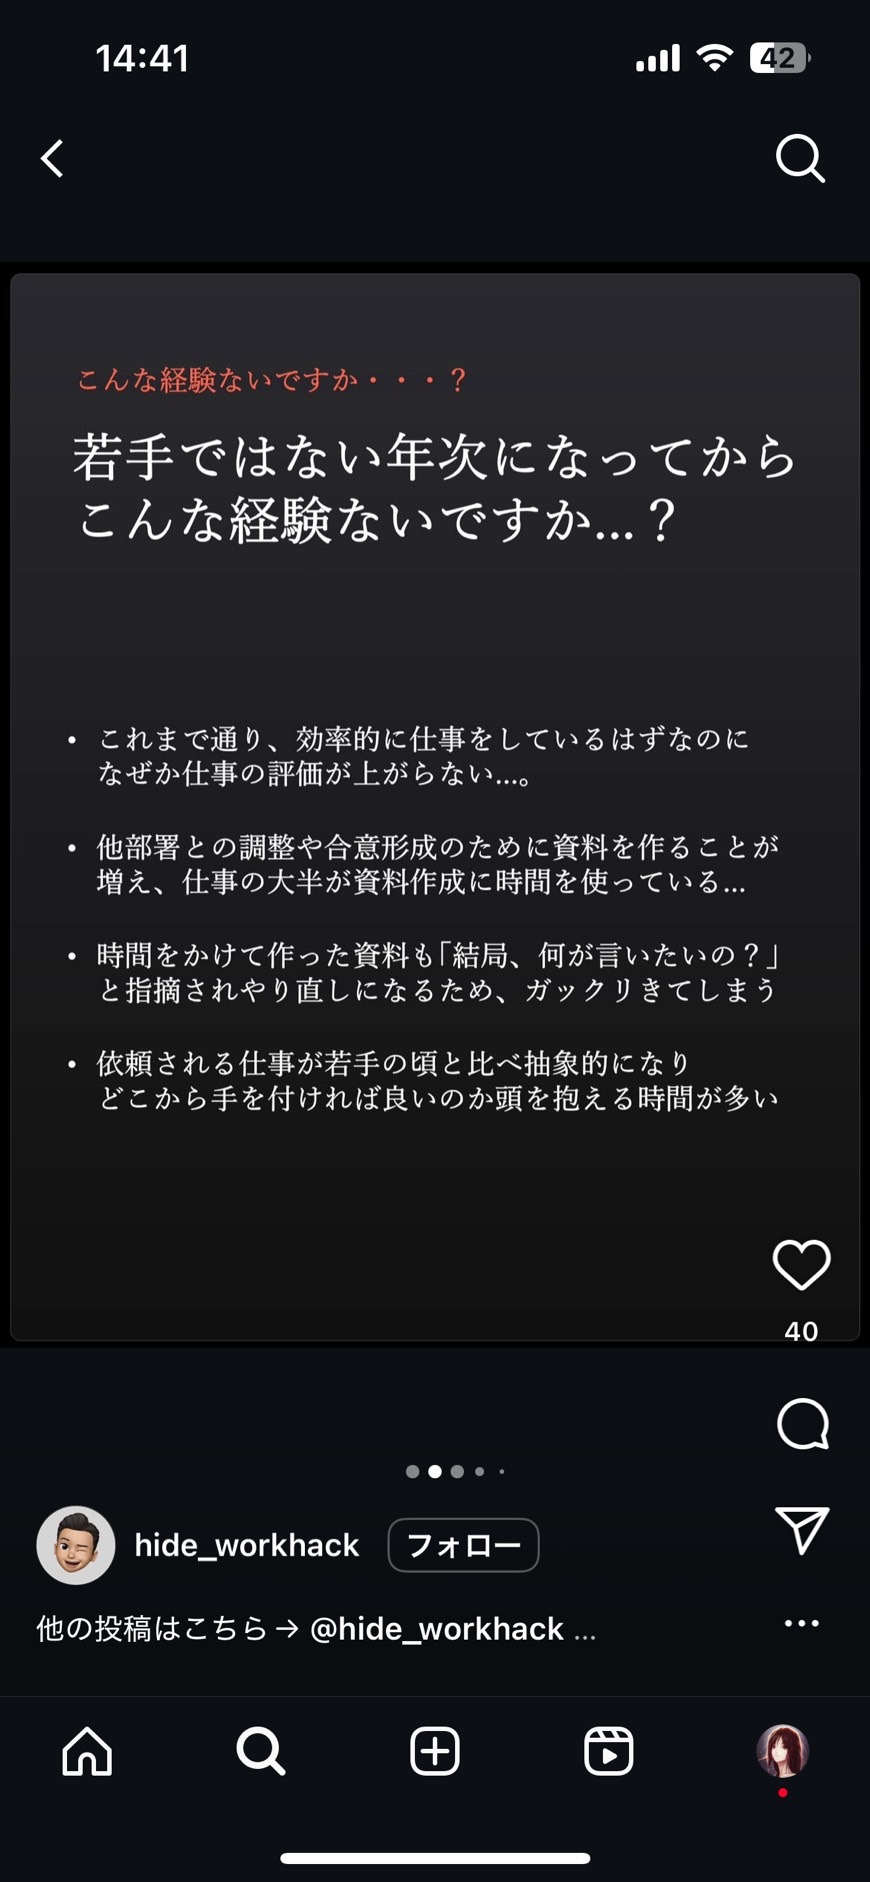 14:41
42
こんな経験ないですか・・・？
若手ではない年次になってから
こんな経験ないですか...？
• これまで通り、効率的に仕事をしているはずなのに
なぜか仕事の評価が上がらない...。
• 他部署との調整や合意形成のために資料を作ることが
増え、仕事の大半が資料作成に時間を使っている...
• 時間をかけて作った資料も「結局、何が言いたいの？」
と指摘されやり直しになるため、ガックリきてしまう
• 依頼される仕事が若手の頃と比べ抽象的になり
どこから手を付ければ良いのか頭を抱える時間が多い
40
hide_workhack フォロー
他の投稿はこちら→ @hide_workhack ...